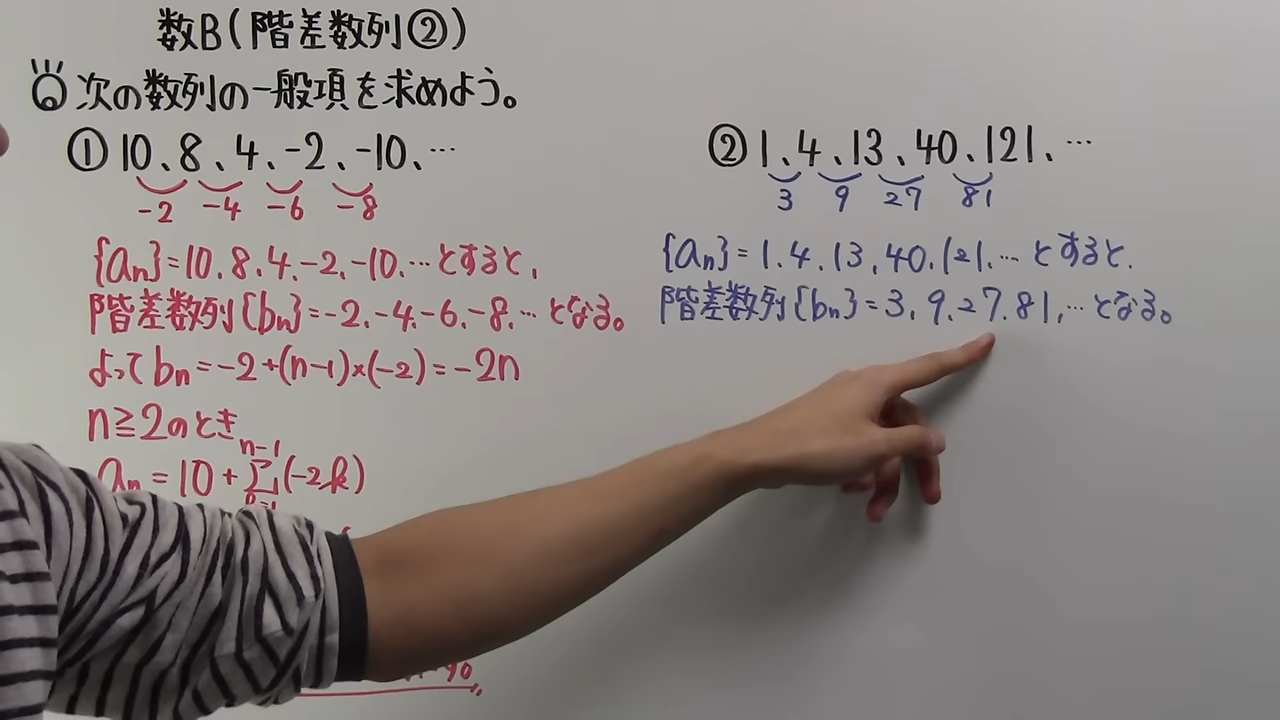 数B(階差数列②)
次の数列の一般項を求めよう。
① 10、8、4、-2、-10、…
-2 -4 -6 -8
{an}=10.8.4.-2.-10.…とすると、
階差数列{bn}=-2.-4.-6.-8.…となる。
よってbn=-2+(n-1)×(-2)=-2n
n≧2のとき
n-1
an=10+Σ(-2k)
② 1、4、13、40、121、…
3 9 27 81
{an}=1.4.13.40.121.…とすると.
階差数列{bn}=3.9.27.81.…となる。